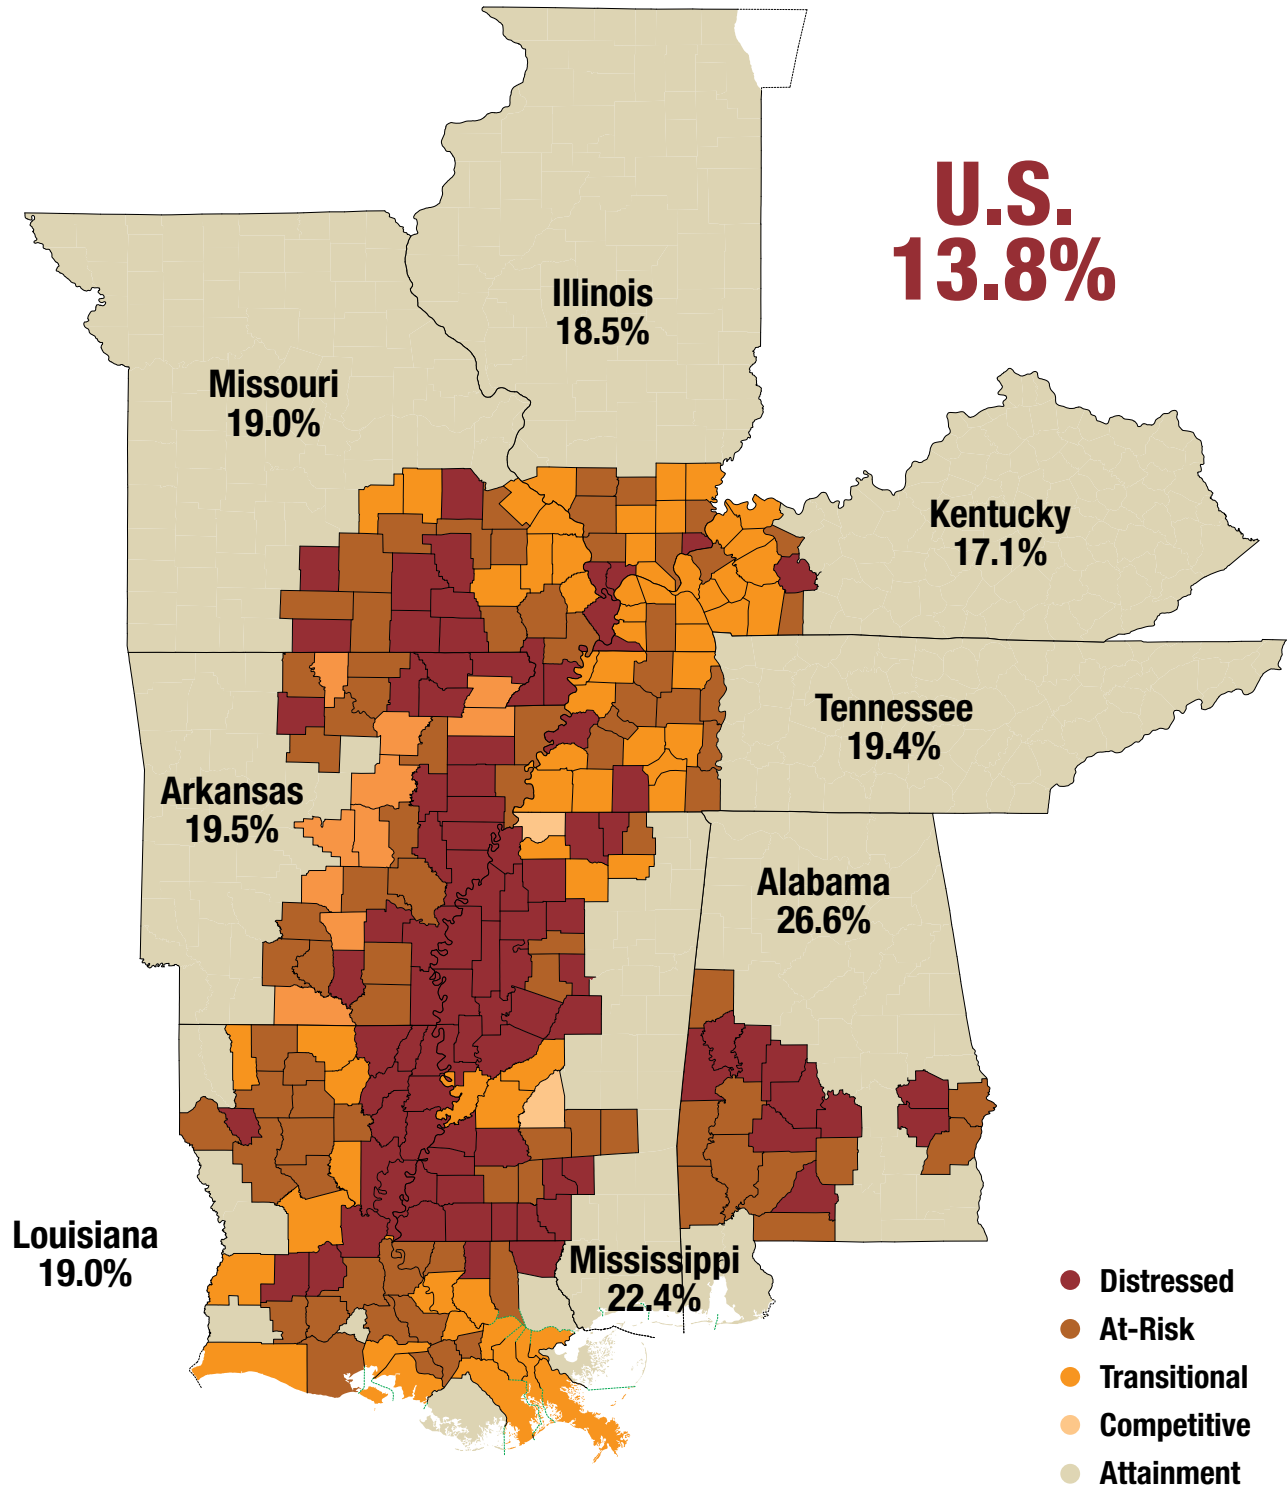 U.S.
13.8%
Illinois
18.5%
Missouri
19.0%
Kentucky
17.1%
Tennessee
19.4%
Arkansas
19.5%
Alabama
26.6%
Louisiana
19.0%
Mississippi
22.4%
Distressed
At-Risk
Transitional
Competitive
Attainment